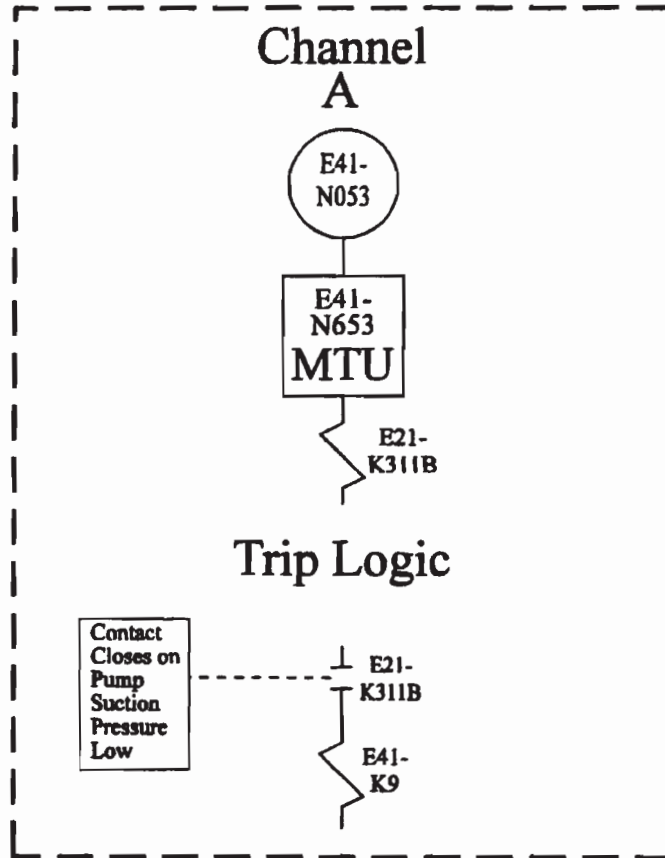 Channel
A
E41-
N053
E41-
N653
MTU
E21-
K311B
Trip Logic
Contact
Closes on
Pump
Suction
Pressure
Low
E21-
K311B
E41-
K9